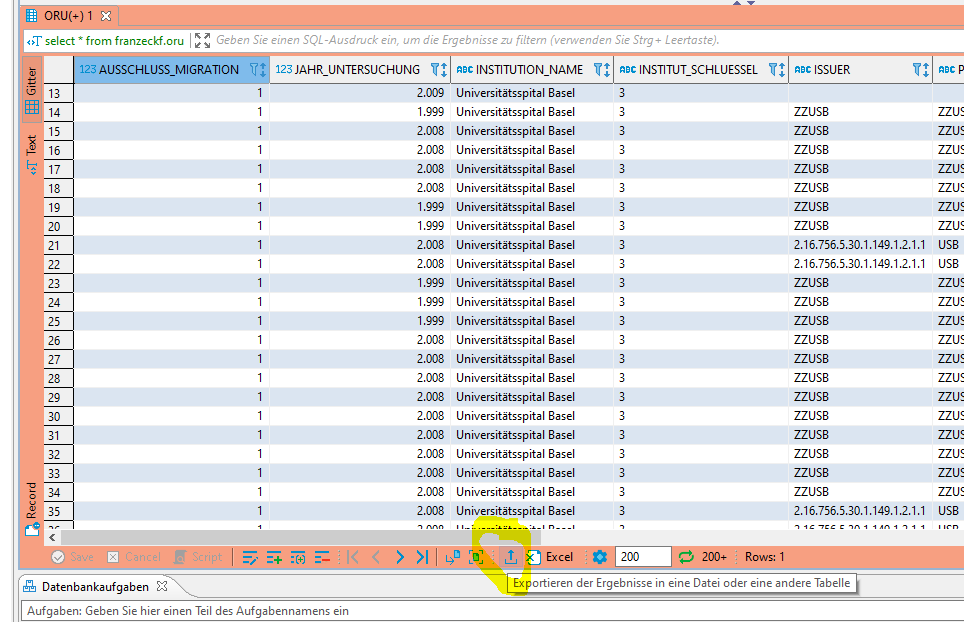 ORU(+) 1
select * from franzeckf.oru Geben Sie einen SQL-Ausdruck ein, um die Ergebnisse zu filtern (verwenden Sie Strg+ Leertaste).
Gitter
Text
Record
123 AUSSCHLUSS_MIGRATION 123 JAHR_UNTERSUCHUNG ABC INSTITUTION_NAME ABC INSTITUT_SCHLUESSEL ABC ISSUER ABC P
13 1 2.009 Universitätsspital Basel 3
14 1 1.999 Universitätsspital Basel 3 ZZUSB ZZUS
15 1 2.008 Universitätsspital Basel 3 ZZUSB ZZUS
16 1 2.008 Universitätsspital Basel 3 ZZUSB ZZUS
17 1 2.008 Universitätsspital Basel 3 ZZUSB ZZUS
18 1 2.008 Universitätsspital Basel 3 ZZUSB ZZUS
19 1 1.999 Universitätsspital Basel 3 ZZUSB ZZUS
20 1 1.999 Universitätsspital Basel 3 ZZUSB ZZUS
21 1 2.008 Universitätsspital Basel 3 2.16.756.5.30.1.149.1.2.1.1 USB
22 1 2.008 Universitätsspital Basel 3 2.16.756.5.30.1.149.1.2.1.1 USB
23 1 1.999 Universitätsspital Basel 3 ZZUSB ZZUS
24 1 1.999 Universitätsspital Basel 3 ZZUSB ZZUS
25 1 1.999 Universitätsspital Basel 3 ZZUSB ZZUS
26 1 2.008 Universitätsspital Basel 3 ZZUSB ZZUS
27 1 2.008 Universitätsspital Basel 3 ZZUSB ZZUS
28 1 2.008 Universitätsspital Basel 3 ZZUSB ZZUS
29 1 2.008 Universitätsspital Basel 3 ZZUSB ZZUS
30 1 2.008 Universitätsspital Basel 3 ZZUSB ZZUS
31 1 2.008 Universitätsspital Basel 3 ZZUSB ZZUS
32 1 2.008 Universitätsspital Basel 3 ZZUSB ZZUS
33 1 2.008 Universitätsspital Basel 3 ZZUSB ZZUS
34 1 2.008 Universitätsspital Basel 3 ZZUSB ZZUS
35 1 2.008 Universitätsspital Basel 3 2.16.756.5.30.1.149.1.2.1.1 USB
Save Cancel Script Excel 200 200+ Rows: 1
Exportieren der Ergebnisse in eine Datei oder eine andere Tabelle
Datenbankaufgaben
Aufgaben: Geben Sie hier einen Teil des Aufgabennamens ein